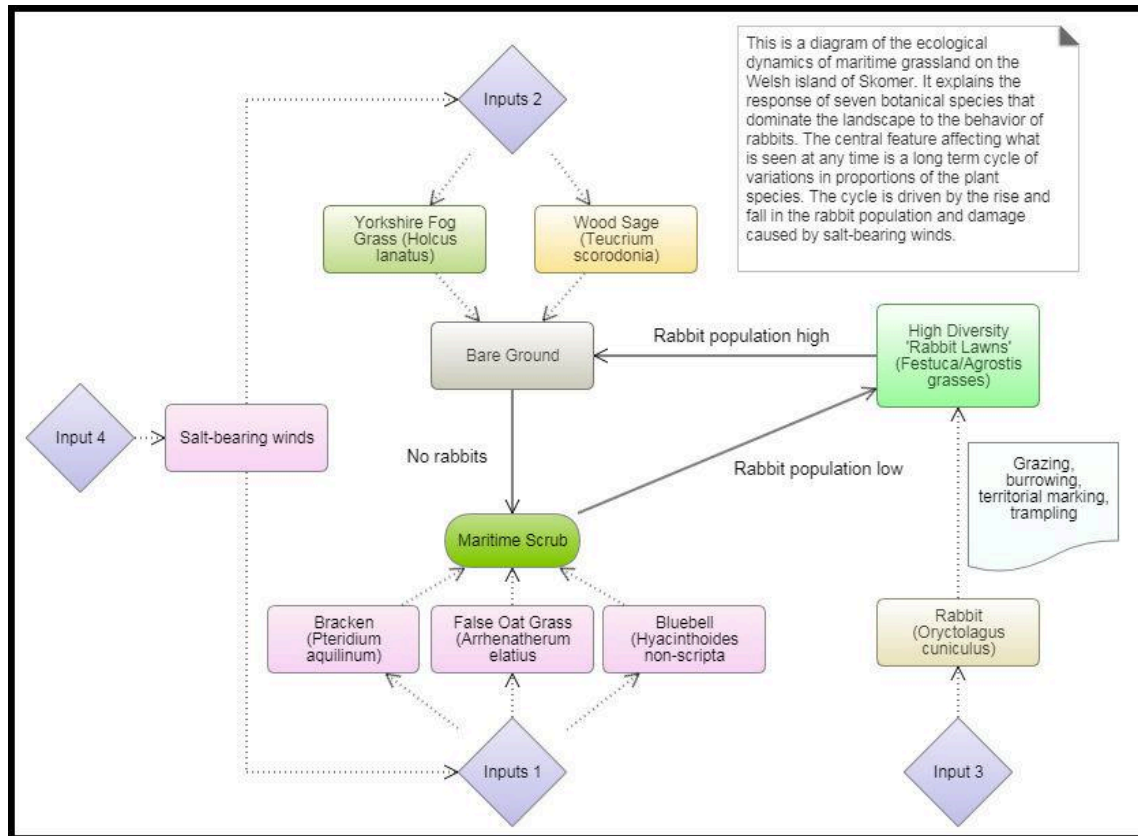 This is a diagram of the ecological
dynamics of maritime grassland on the
Welsh island of Skomer. It explains the
response of seven botanical species that
dominate the landscape to the behavior of
rabbits. The central feature affecting what
is seen at any time is a long term cycle of
variations in proportions of the plant
species. The cycle is driven by the rise and
fall in the rabbit population and damage
caused by salt-bearing winds.
Inputs 2
Yorkshire Fog
Grass (Holcus
lanatus)
Wood Sage
(Teucrium
scorodonia)
Bare Ground
Rabbit population high
High Diversity
'Rabbit Lawns'
(Festuca/Agrostis
grasses)
Input 4
Salt-bearing winds
No rabbits
Rabbit population low
Grazing,
burrowing,
territorial marking,
trampling
Maritime Scrub
Bracken
(Pteridium
aquilinum)
False Oat Grass
(Arrhenatherum
elatius
Bluebell
(Hyacinthoides
non-scripta
Rabbit
(Oryctolagus
cuniculus)
Inputs 1
Input 3